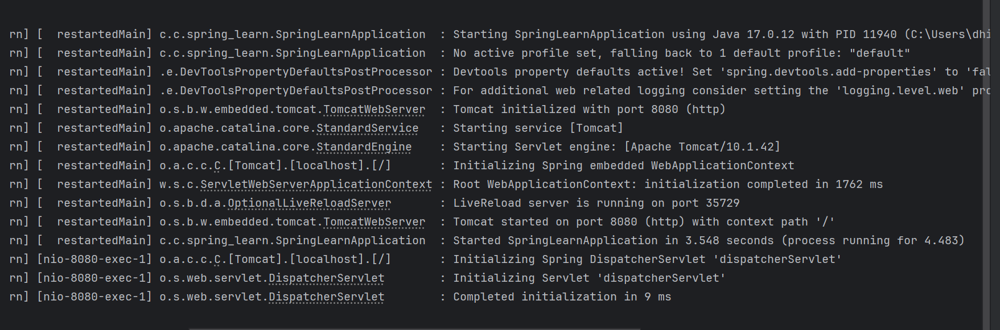 rn] [  restartedMain] c.c.spring_learn.SpringLearnApplication  : Starting SpringLearnApplication using Java 17.0.12 with PID 11940 (C:\Users\dhi
rn] [  restartedMain] c.c.spring_learn.SpringLearnApplication  : No active profile set, falling back to 1 default profile: "default"
rn] [  restartedMain] .e.DevToolsPropertyDefaultsPostProcessor : Devtools property defaults active! Set 'spring.devtools.add-properties' to 'fal
rn] [  restartedMain] .e.DevToolsPropertyDefaultsPostProcessor : For additional web related logging consider setting the 'logging.level.web' pro
rn] [  restartedMain] o.s.b.w.embedded.tomcat.TomcatWebServer  : Tomcat initialized with port 8080 (http)
rn] [  restartedMain] o.apache.catalina.core.StandardService   : Starting service [Tomcat]
rn] [  restartedMain] o.apache.catalina.core.StandardEngine    : Starting Servlet engine: [Apache Tomcat/10.1.42]
rn] [  restartedMain] o.a.c.c.C.[Tomcat].[localhost].[/]       : Initializing Spring embedded WebApplicationContext
rn] [  restartedMain] w.s.c.ServletWebServerApplicationContext : Root WebApplicationContext: initialization completed in 1762 ms
rn] [  restartedMain] o.s.b.d.a.OptionalLiveReloadServer       : LiveReload server is running on port 35729
rn] [  restartedMain] o.s.b.w.embedded.tomcat.TomcatWebServer  : Tomcat started on port 8080 (http) with context path '/'
rn] [  restartedMain] c.c.spring_learn.SpringLearnApplication  : Started SpringLearnApplication in 3.548 seconds (process running for 4.483)
rn] [nio-8080-exec-1] o.a.c.c.C.[Tomcat].[localhost].[/]       : Initializing Spring DispatcherServlet 'dispatcherServlet'
rn] [nio-8080-exec-1] o.s.web.servlet.DispatcherServlet        : Initializing Servlet 'dispatcherServlet'
rn] [nio-8080-exec-1] o.s.web.servlet.DispatcherServlet        : Completed initialization in 9 ms